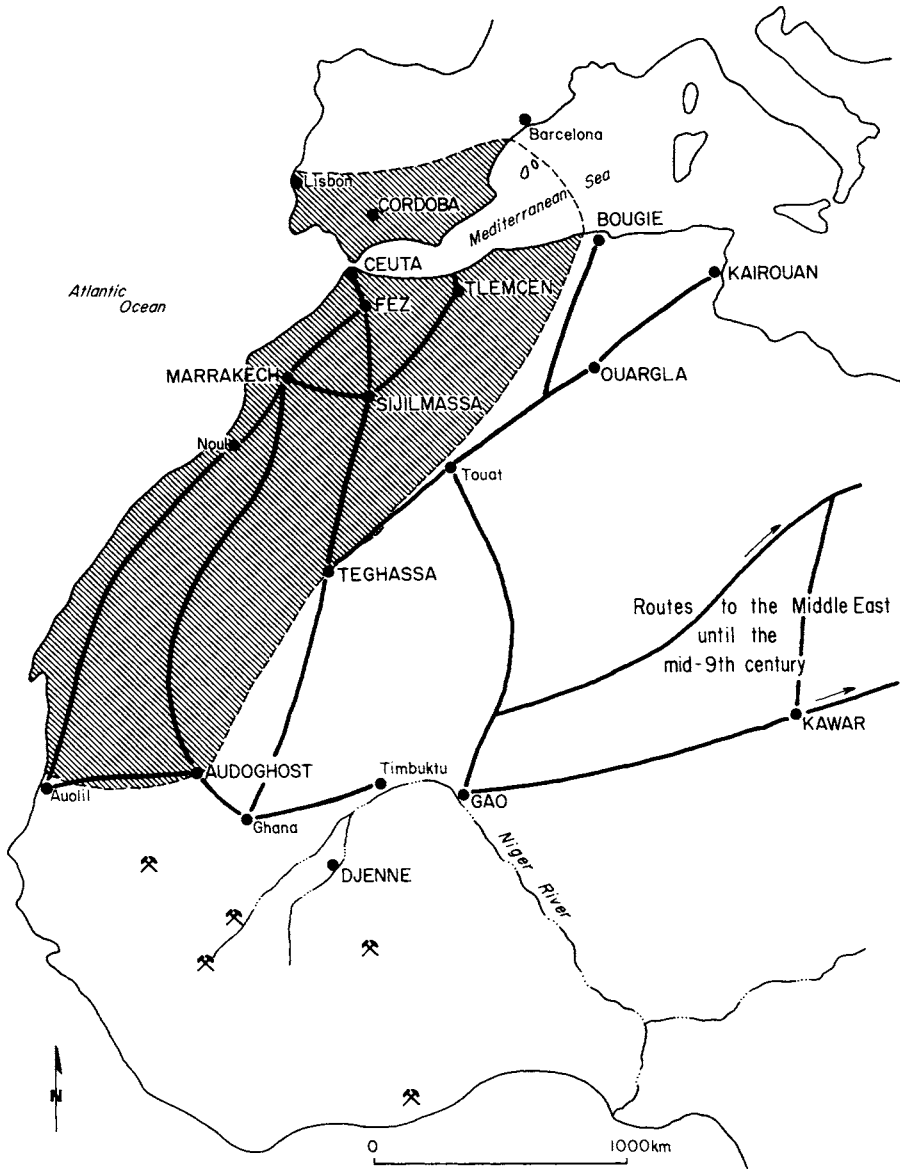 Barcelona
Lisbon
CORDOBA
Mediterranean Sea
BOUGIE
CEUTA
TLEMCEN
KAIROUAN
Atlantic
Ocean
FEZ
MARRAKECH
SIJILMASSA
OUARGLA
Noul
Touat
TEGHASSA
Routes to the Middle East
until the
mid-9th century
KAWAR
AUDOGHOST
Timbuktu
Auolil
GAO
Ghana
Niger River
DJENNE
N
0 1000km